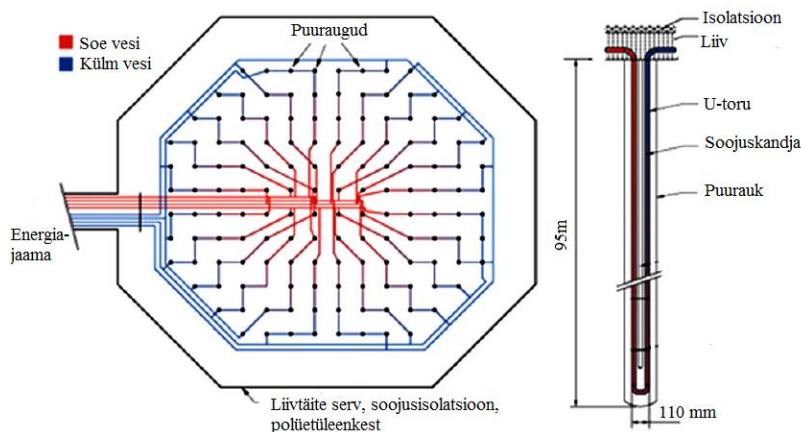 Soe vesi
Külm vesi
Puuraugud
Energia-
jaama
Liivtäite serv, soojusisolatsioon,
polüetüleenkest
Isolatsioon
Liiv
U-toru
Soojuskandja
Puurauk
95m
110 mm